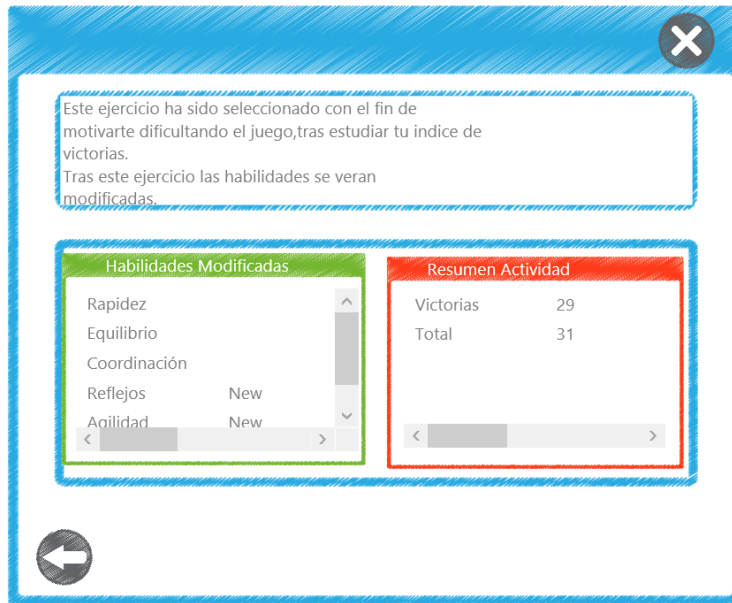 Este ejercicio ha sido seleccionado con el fin de
motivarte dificultando el juego,tras estudiar tu indice de
victorias.
Tras este ejercicio las habilidades se veran
modificadas.
Habilidades Modificadas
Rapidez
Equilibrio
Coordinación
Reflejos New
Agilidad New
Resumen Actividad
Victorias 29
Total 31